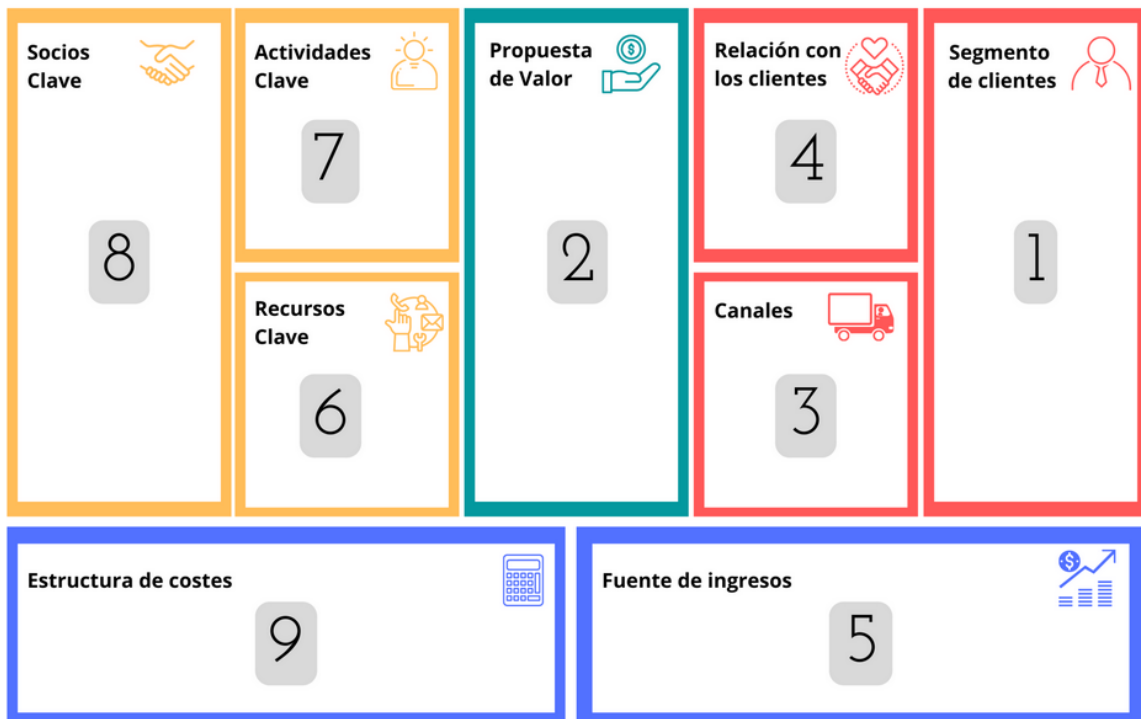 Socios
Clave
8
Actividades
Clave
7
Recursos
Clave
6
Propuesta
de Valor
2
Relación con
los clientes
4
Canales
3
Segmento
de clientes
1
Estructura de costes
9
Fuente de ingresos
5